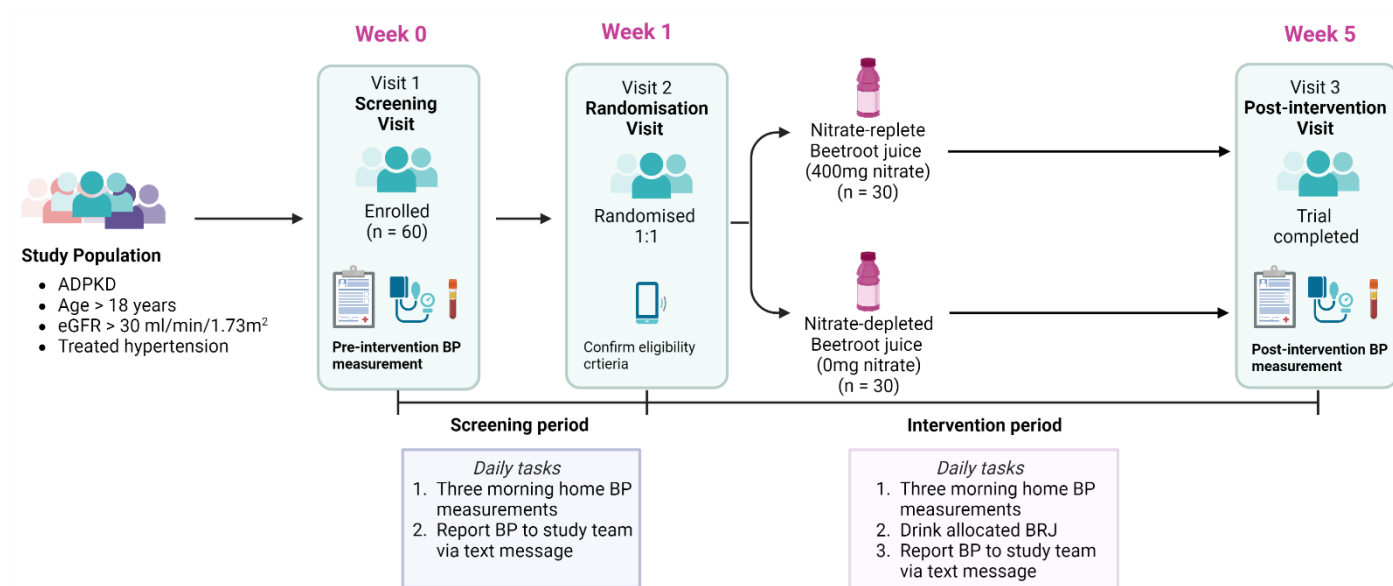 Week 0
Week 1
Week 5
Visit 1
Screening
Visit
Enrolled
(n = 60)
Pre-intervention BP
measurement
Visit 2
Randomisation
Visit
Randomised
1:1
Confirm eligibility
crtieria
Nitrate-replete
Beetroot juice
(400mg nitrate)
(n = 30)
Nitrate-depleted
Beetroot juice
(0mg nitrate)
(n = 30)
Visit 3
Post-intervention
Visit
Trial
completed
Post-intervention BP
measurement
Study Population
• ADPKD
• Age > 18 years
• eGFR > 30 ml/min/1.73m²
• Treated hypertension
Screening period
Intervention period
Daily tasks
1. Three morning home BP
measurements
2. Report BP to study team
via text message
Daily tasks
1. Three morning home BP
measurements
2. Drink allocated BRJ
3. Report BP to study team
via text message